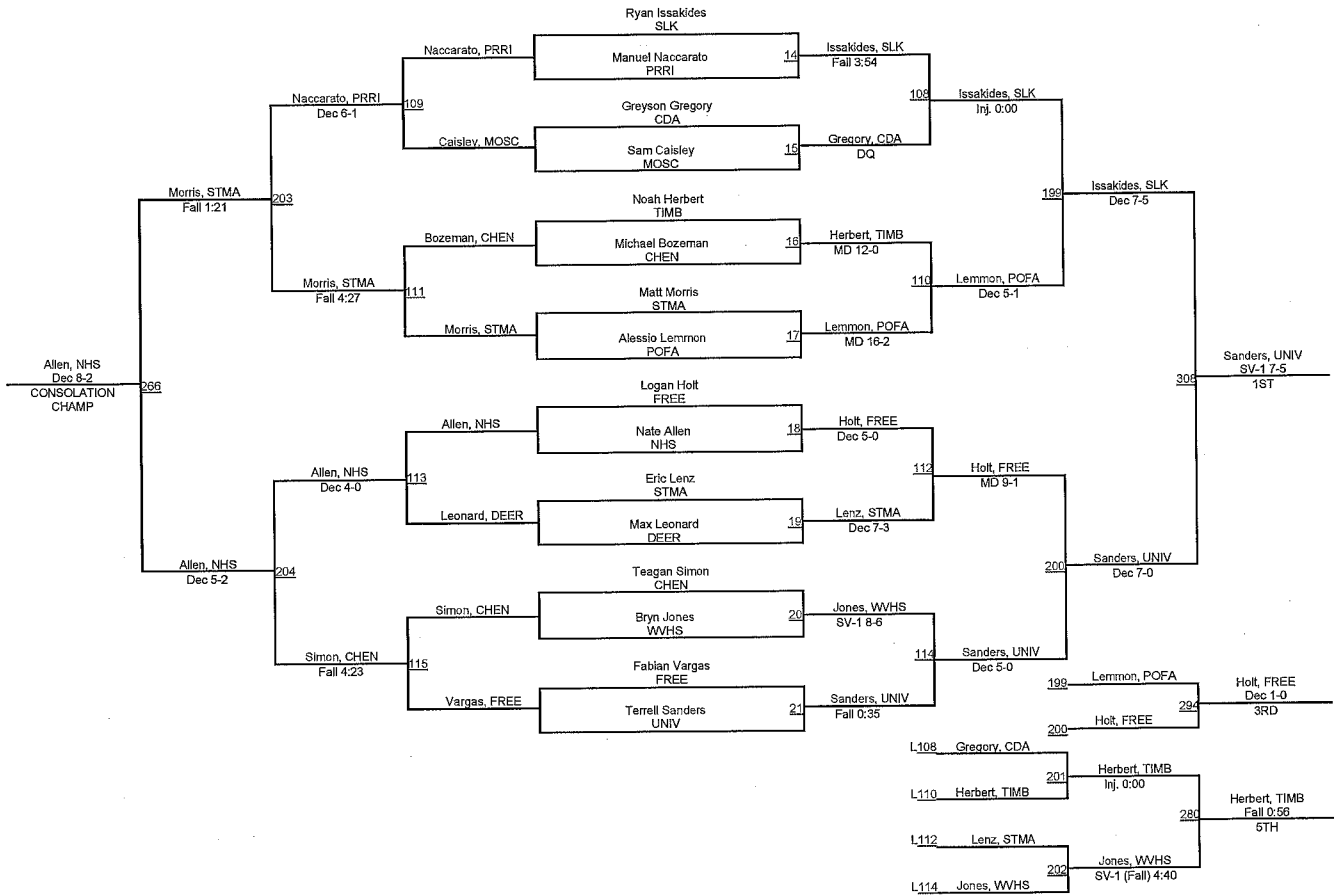 Ryan Issakides
SLK
Naccarato, PRRI
Manuel Naccarato
PRRI
14
Issakides, SLK
Fall 3:54
Naccarato, PRRI
Dec 6-1
109
108
Issakides, SLK
Inj. 0:00
Greyson Gregory
CDA
Caisley, MOSC
Sam Caisley
MOSC
15
Gregory, CDA
DQ
Morris, STMA
Fall 1:21
203
199
Issakides, SLK
Dec 7-5
Noah Herbert
TIMB
Bozeman, CHEN
Michael Bozeman
CHEN
16
Herbert, TIMB
MD 12-0
Morris, STMA
Fall 4:27
111
110
Lemmon, POFA
Dec 5-1
Matt Morris
STMA
Morris, STMA
Alessio Lemmon
POFA
17
Lemmon, POFA
MD 16-2
Allen, NHS
Dec 8-2
CONSOLATION
CHAMP
266
308
Sanders, UNIV
SV-1 7-5
1ST
Logan Holt
FREE
Allen, NHS
Nate Allen
NHS
18
Holt, FREE
Dec 5-0
Allen, NHS
Dec 4-0
113
112
Holt, FREE
MD 9-1
Eric Lenz
STMA
Leonard, DEER
Max Leonard
DEER
19
Lenz, STMA
Dec 7-3
Allen, NHS
Dec 5-2
204
200
Sanders, UNIV
Dec 7-0
Teagan Simon
CHEN
Simon, CHEN
Bryn Jones
WVHS
20
Jones, WVHS
SV-1 8-6
Simon, CHEN
Fall 4:23
115
114
Sanders, UNIV
Dec 5-0
Fabian Vargas
FREE
Vargas, FREE
Terrell Sanders
UNIV
21
Sanders, UNIV
Fall 0:35
199
Lemmon, POFA
294
Holt, FREE
Dec 1-0
3RD
200
Holt, FREE
L108
Gregory, CDA
201
Herbert, TIMB
Inj. 0:00
L110
Herbert, TIMB
280
Herbert, TIMB
Fall 0:56
5TH
L112
Lenz, STMA
202
Jones, WVHS
SV-1 (Fall) 4:40
L114
Jones, WVHS